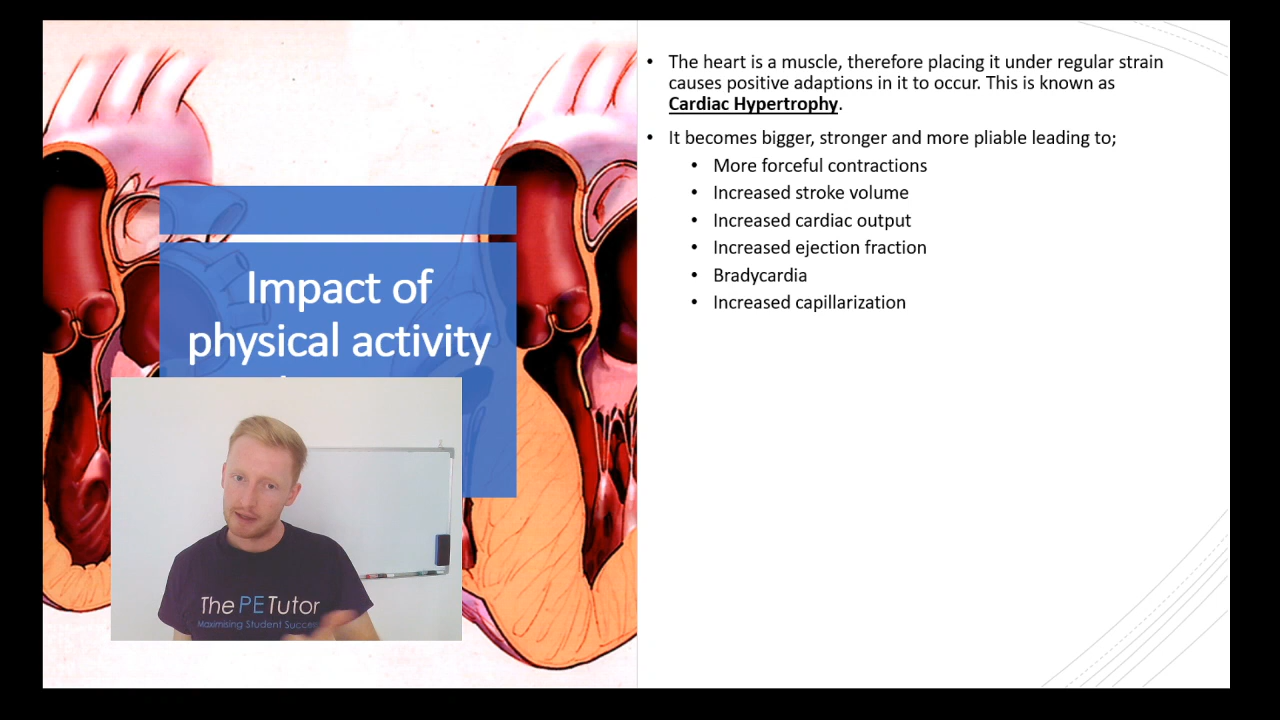 Impact of
physical activity
The PE Tutor
Maximising Student Success
• The heart is a muscle, therefore placing it under regular strain
causes positive adaptions in it to occur. This is known as
Cardiac Hypertrophy.
• It becomes bigger, stronger and more pliable leading to;
• More forceful contractions
• Increased stroke volume
• Increased cardiac output
• Increased ejection fraction
• Bradycardia
• Increased capillarization